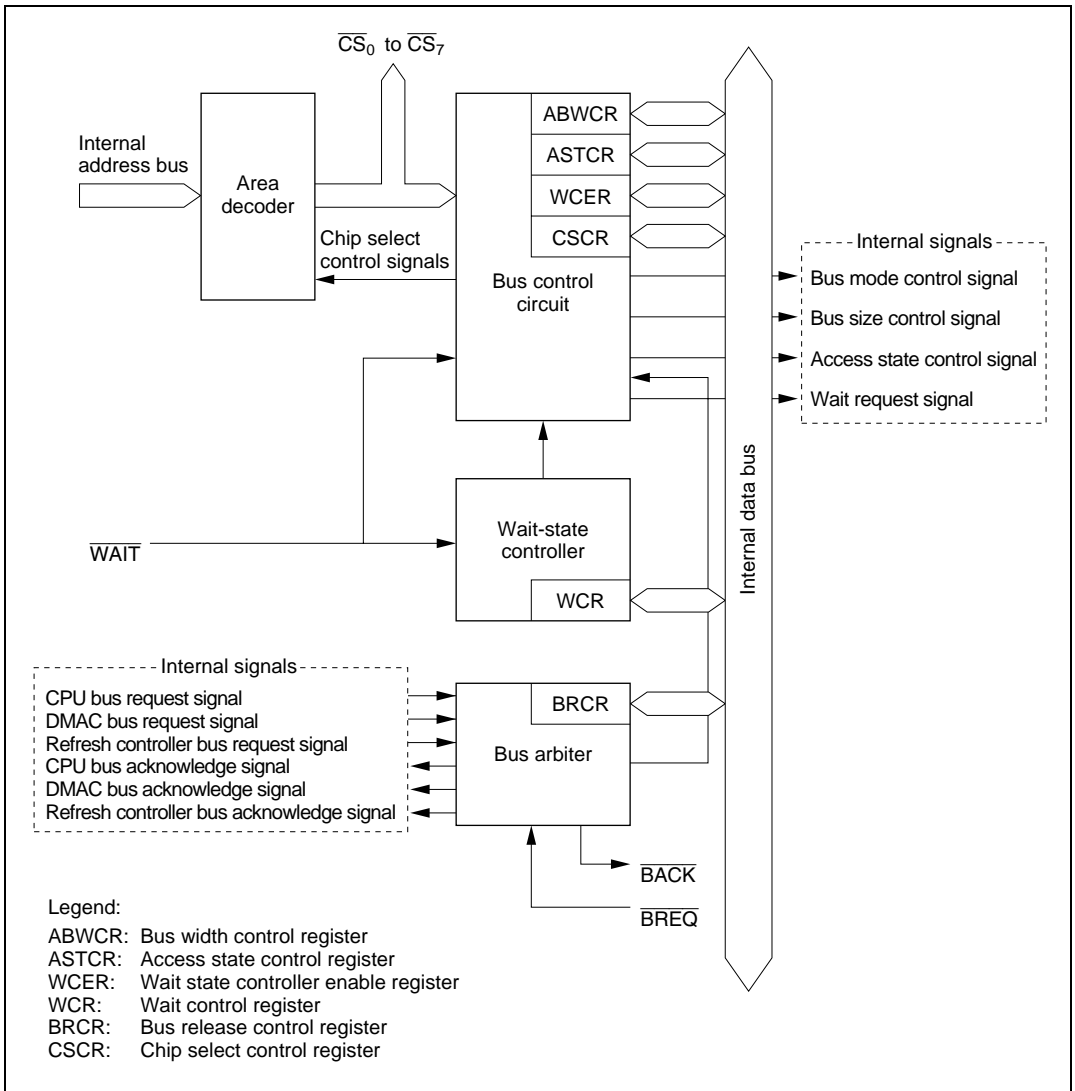 C̅S̅₀ to C̅S̅₇
Internal
address bus
Area
decoder
ABWCR
ASTCR
WCER
CSCR
Chip select
control signals
Bus control
circuit
Internal signals
Bus mode control signal
Bus size control signal
Access state control signal
Wait request signal
Internal data bus
W̅A̅I̅T̅
Wait-state
controller
WCR
Internal signals
CPU bus request signal
DMAC bus request signal
Refresh controller bus request signal
CPU bus acknowledge signal
DMAC bus acknowledge signal
Refresh controller bus acknowledge signal
BRCR
Bus arbiter
B̅A̅C̅K̅
B̅R̅E̅Q̅
Legend:
ABWCR: Bus width control register
ASTCR: Access state control register
WCER: Wait state controller enable register
WCR: Wait control register
BRCR: Bus release control register
CSCR: Chip select control register